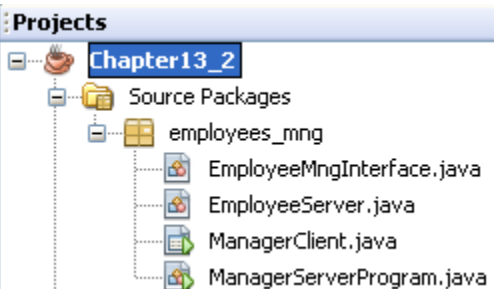 Projects
Chapter13_2
Source Packages
employees_mng
EmployeeMngInterface.java
EmployeeServer.java
ManagerClient.java
ManagerServerProgram.java